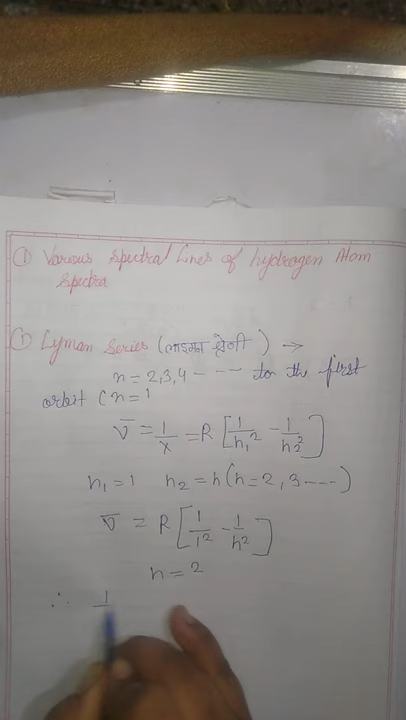 ① Various Spectral Lines of hydrogen Atom
Spectra
① Lyman Series (लाइमन श्रेणी) →
n = 2,3,4 - - - - - to the first
orbit (n=1
ν̅ = 1/λ = R [1/n₁² - 1/n₂²]
n₁ = 1 n₂ = n (n = 2, 3 - - - -)
ν̅ = R [1/1² - 1/n²]
n = 2
∴ 1